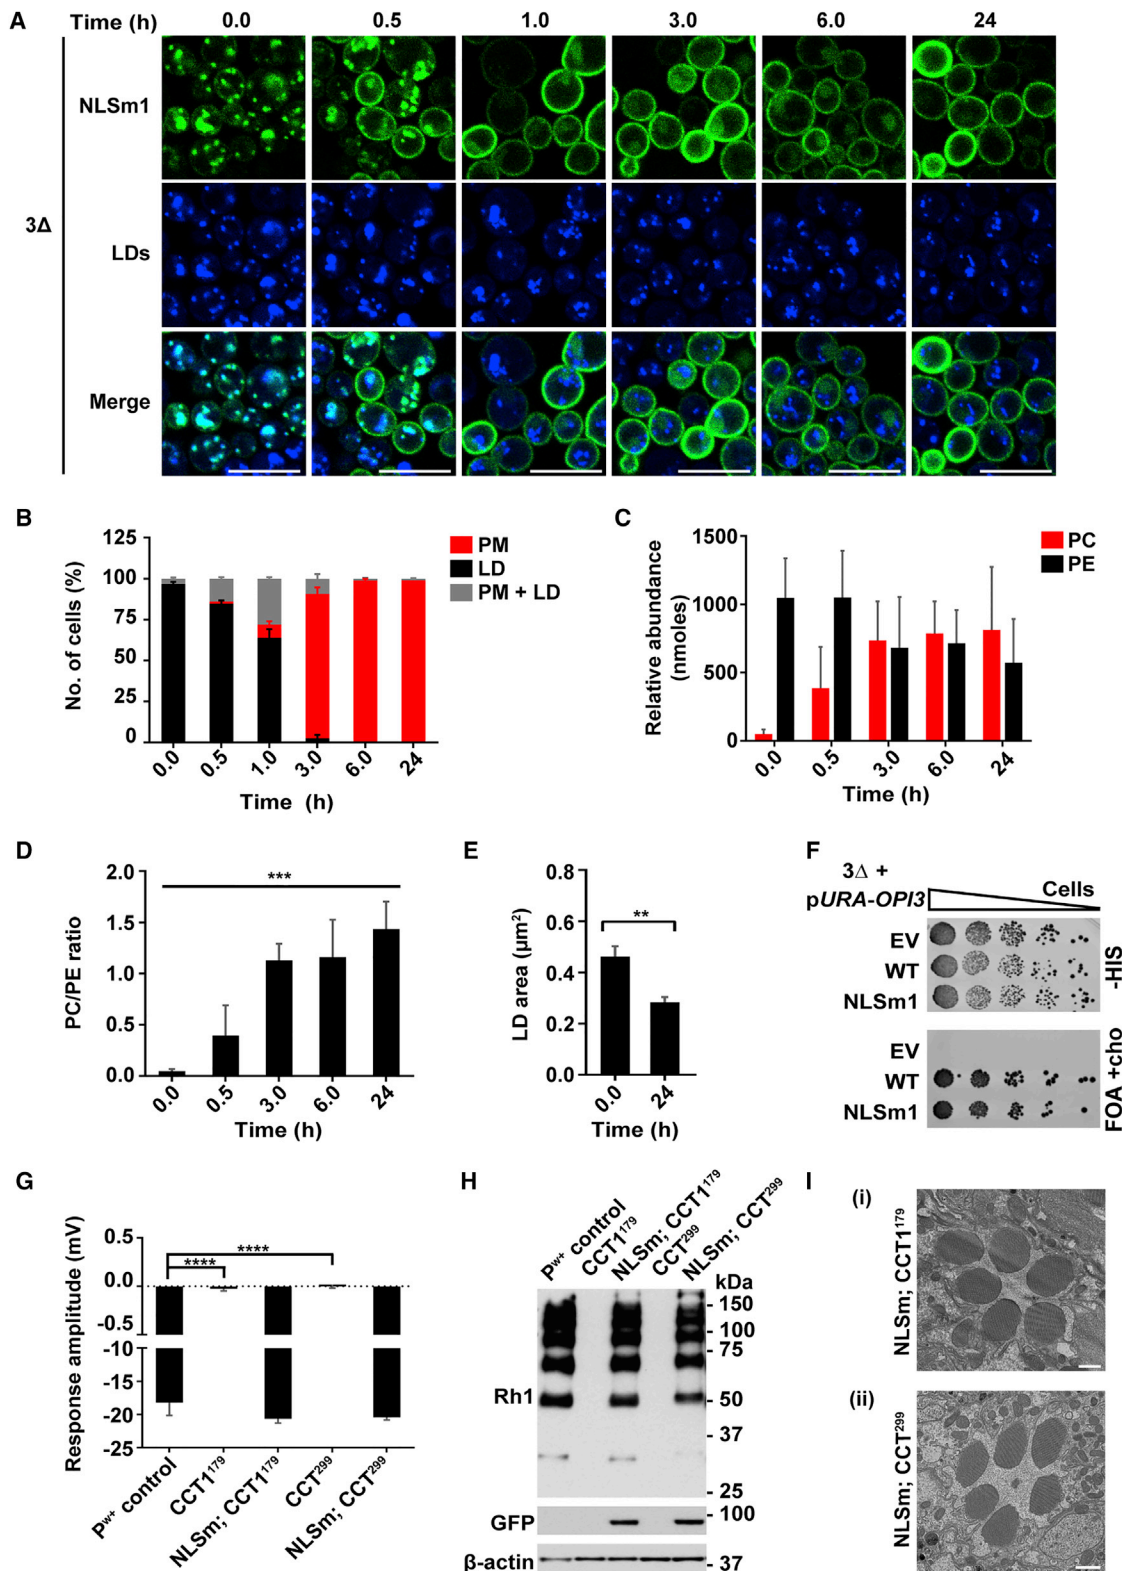 A Time (h) 0.0 0.5 1.0 3.0 6.0 24
NLSm1
3Δ
LDs
Merge
B
125
100
75
50
25
0
No. of cells (%)
PM
LD
PM + LD
0.0 0.5 1.0 3.0 6.0 24
Time (h)
C
1500
1000
500
0
Relative abundance
(nmoles)
PC
PE
0.0 0.5 3.0 6.0 24
Time (h)
D
2.0
1.5
1.0
0.5
0.0
PC/PE ratio
***
0.0 0.5 3.0 6.0 24
Time (h)
E
0.8
0.6
0.4
0.2
0.0
LD area (µm²)
**
0.0 24
Time (h)
F
3Δ +
pURA-OPI3
Cells
EV
WT
NLSm1
-HIS
EV
WT
NLSm1
FOA +cho
G
0.5
0.0
-0.5
-10
-15
-20
-25
Response amplitude (mV)
****
****
Pʷ⁺ control
CCT1¹⁷⁹
NLSm; CCT1¹⁷⁹
CCT²⁹⁹
NLSm; CCT²⁹⁹
H
Pʷ⁺ control
CCT1¹⁷⁹
NLSm; CCT1¹⁷⁹
CCT²⁹⁹
NLSm; CCT²⁹⁹
kDa
150
100
75
Rh1
50
37
25
GFP
100
β-actin
37
I
(i)
NLSm; CCT1¹⁷⁹
(ii)
NLSm; CCT²⁹⁹